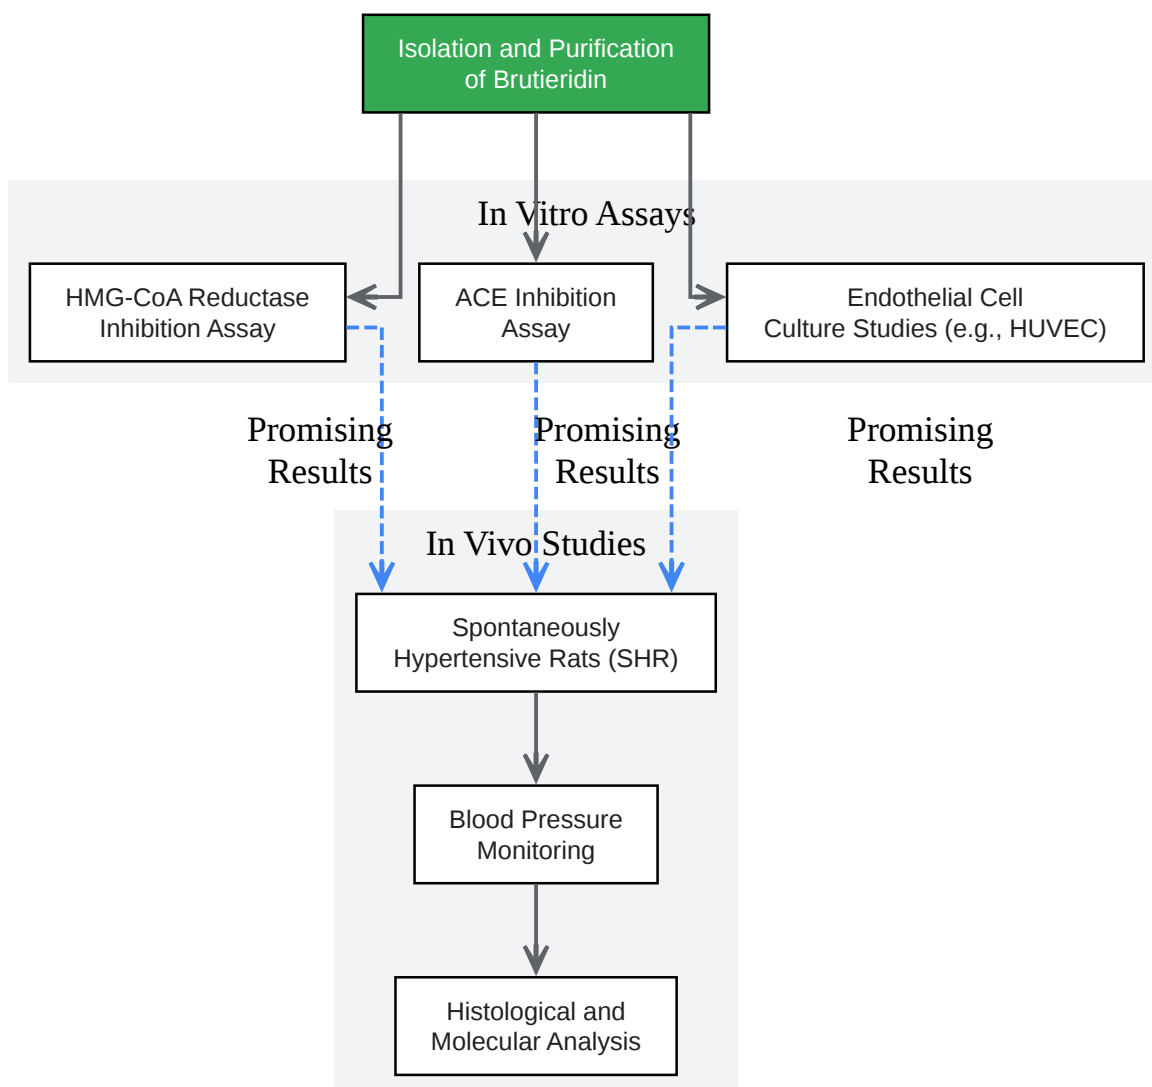 Isolation and Purification
of Brutieridin
In Vitro Assays
HMG-CoA Reductase
Inhibition Assay
ACE Inhibition
Assay
Endothelial Cell
Culture Studies (e.g., HUVEC)
Promising
Results
Promising
Results
Promising
Results
In Vivo Studies
Spontaneously
Hypertensive Rats (SHR)
Blood Pressure
Monitoring
Histological and
Molecular Analysis